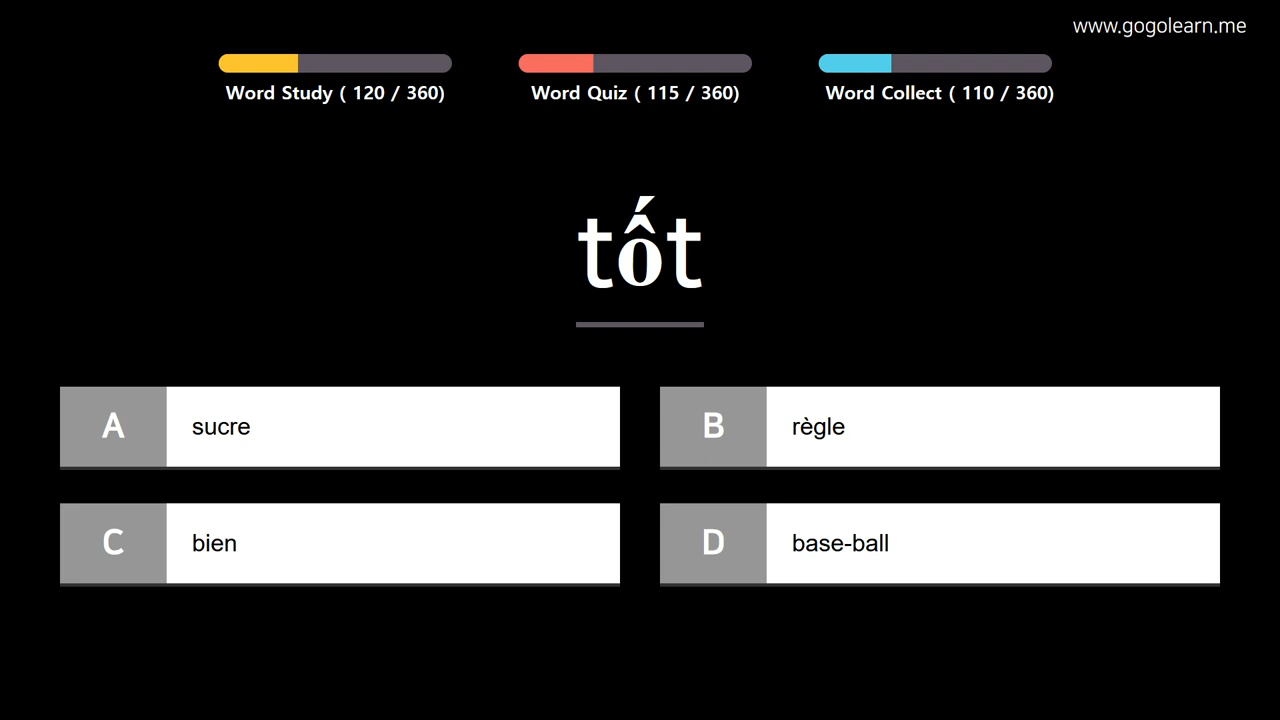 www.gogolearn.me
Word Study ( 120 / 360)
Word Quiz ( 115 / 360)
Word Collect ( 110 / 360)
tốt
A sucre
B règle
C bien
D base-ball